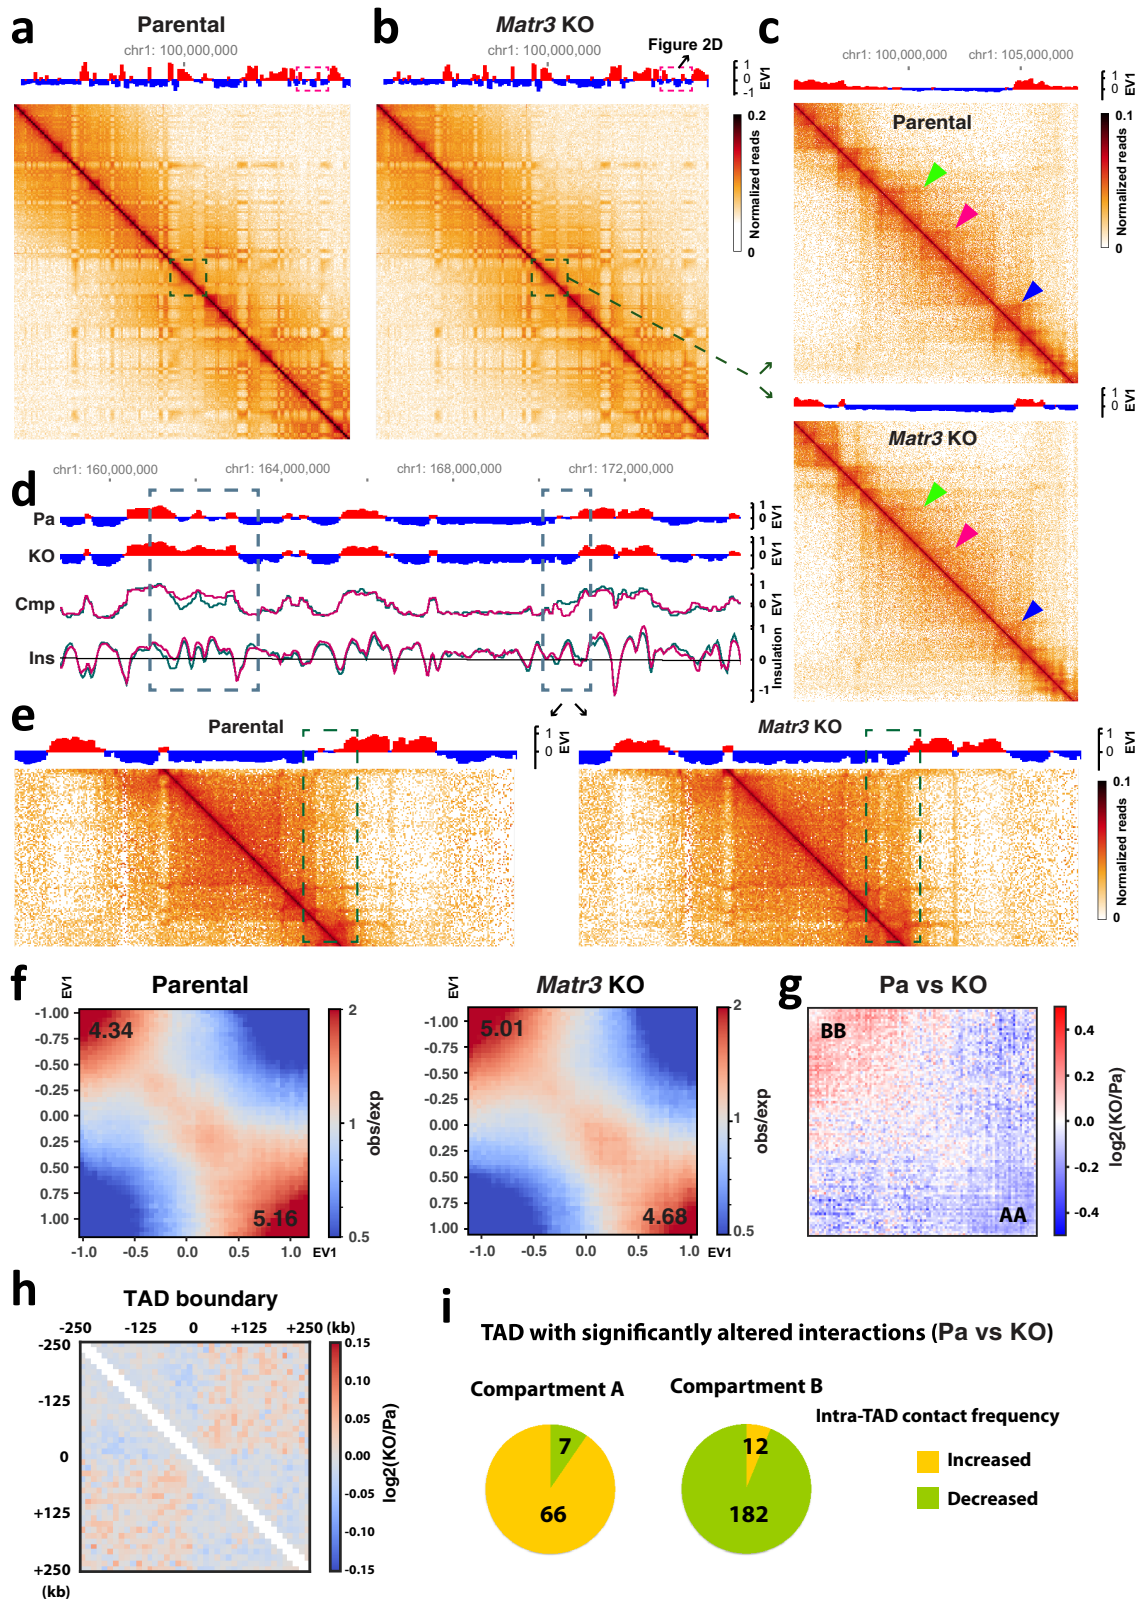 a
Parental
chr1: 100,000,000
b
Matr3 KO
chr1: 100,000,000
Figure 2D
1
0
-1
EV1
0.2
Normalized reads
0
c
chr1: 100,000,000
chr1: 105,000,000
1
0
EV1
Parental
0.1
Normalized reads
0
1
0
EV1
Matr3 KO
d
chr1: 160,000,000
chr1: 164,000,000
chr1: 168,000,000
chr1: 172,000,000
Pa
1
0
EV1
KO
1
0
EV1
Cmp
1
0
EV1
Ins
1
0
-1
Insulation
e
Parental
1
0
EV1
Matr3 KO
1
0
EV1
0.1
Normalized reads
0
f
EV1
Parental
-1.00
-0.75
-0.50
-0.25
0.00
0.25
0.50
0.75
1.00
4.34
5.16
-1.0
-0.5
0.0
0.5
1.0
EV1
2
1
0.5
obs/exp
EV1
Matr3 KO
-1.00
-0.75
-0.50
-0.25
0.00
0.25
0.50
0.75
1.00
5.01
4.68
-1.0
-0.5
0.0
0.5
1.0
EV1
2
1
0.5
obs/exp
g
Pa vs KO
BB
AA
0.4
0.2
0.0
-0.2
-0.4
log2(KO/Pa)
h
TAD boundary
-250
-125
0
+125
+250 (kb)
-250
-125
0
+125
+250
(kb)
0.15
0.10
0.05
0.00
-0.05
-0.10
-0.15
log2(KO/Pa)
i
TAD with significantly altered interactions (Pa vs KO)
Compartment A
7
66
Compartment B
12
182
Intra-TAD contact frequency
Increased
Decreased